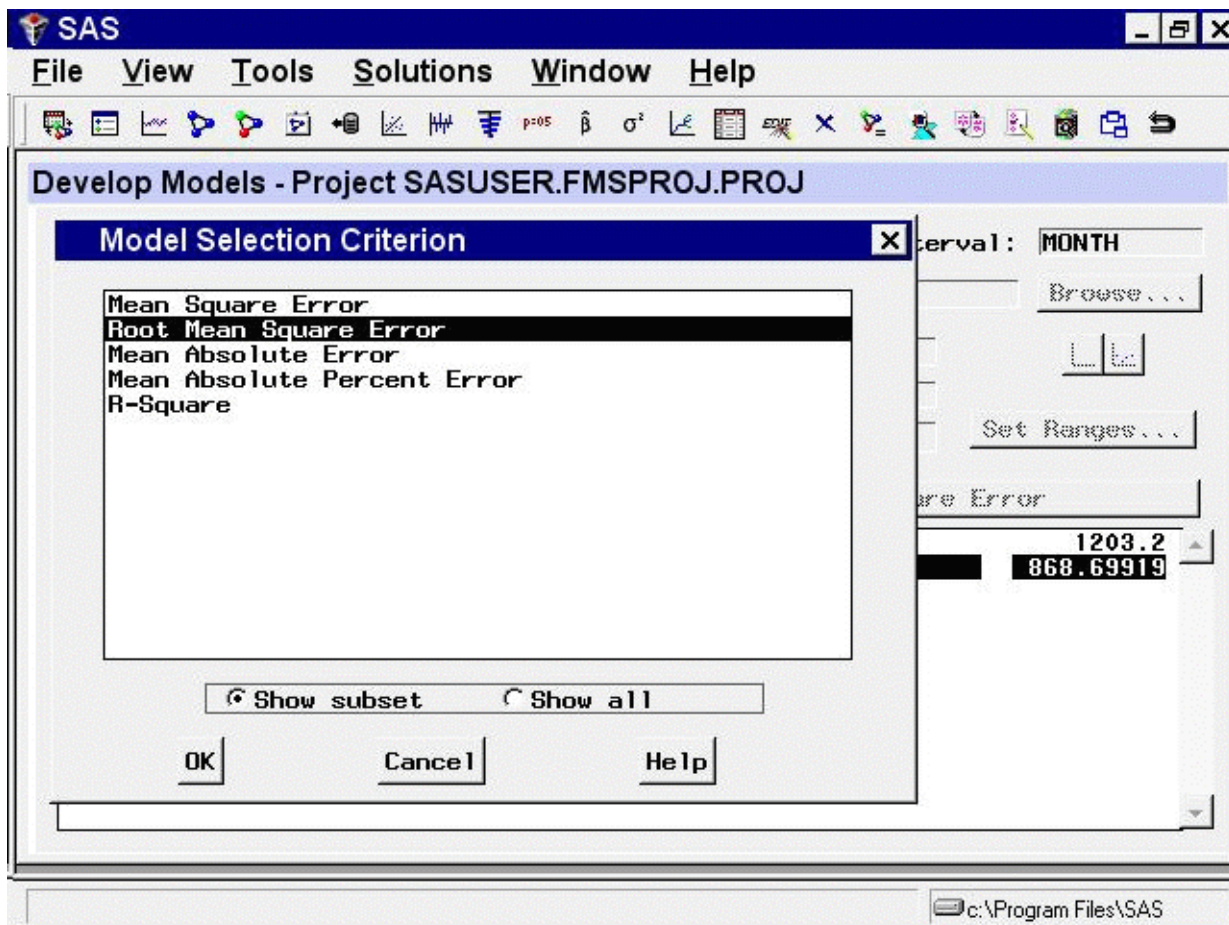 SAS
File View Tools Solutions Window Help
p=05 β̂ σ²
Develop Models - Project SASUSER.FMSPROJ.PROJ
Model Selection Criterion
terval: MONTH
Browse...
Mean Square Error
Root Mean Square Error
Mean Absolute Error
Mean Absolute Percent Error
R-Square
Set Ranges...
are Error
1203.2
868.69919
Show subset Show all
OK Cancel Help
c:\Program Files\SAS